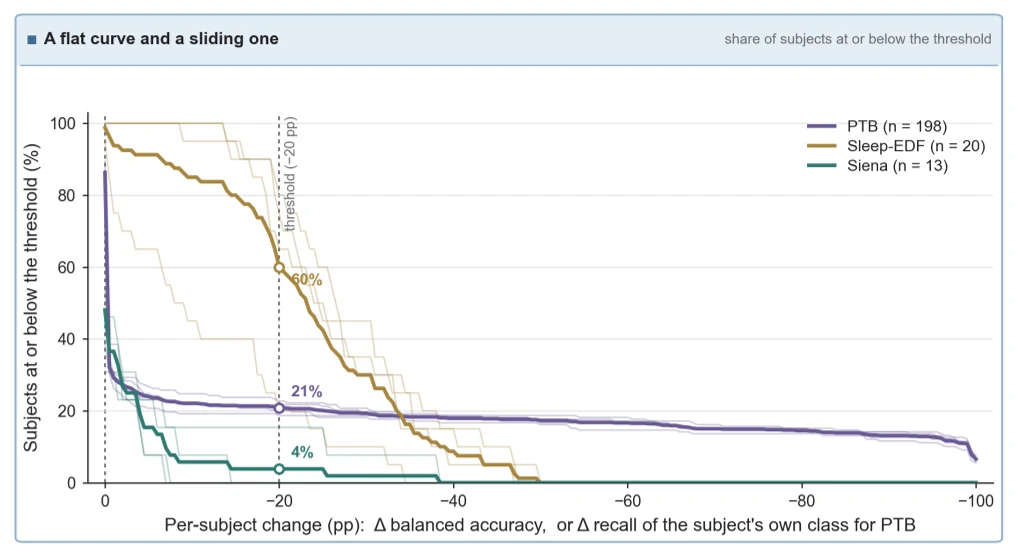 A flat curve and a sliding one
share of subjects at or below the threshold
Subjects at or below the threshold (%)
100
80
60
40
20
0
threshold (−20 pp)
PTB (n = 198)
Sleep-EDF (n = 20)
Siena (n = 13)
60%
21%
4%
0
−20
−40
−60
−80
−100
Per-subject change (pp): Δ balanced accuracy, or Δ recall of the subject's own class for PTB